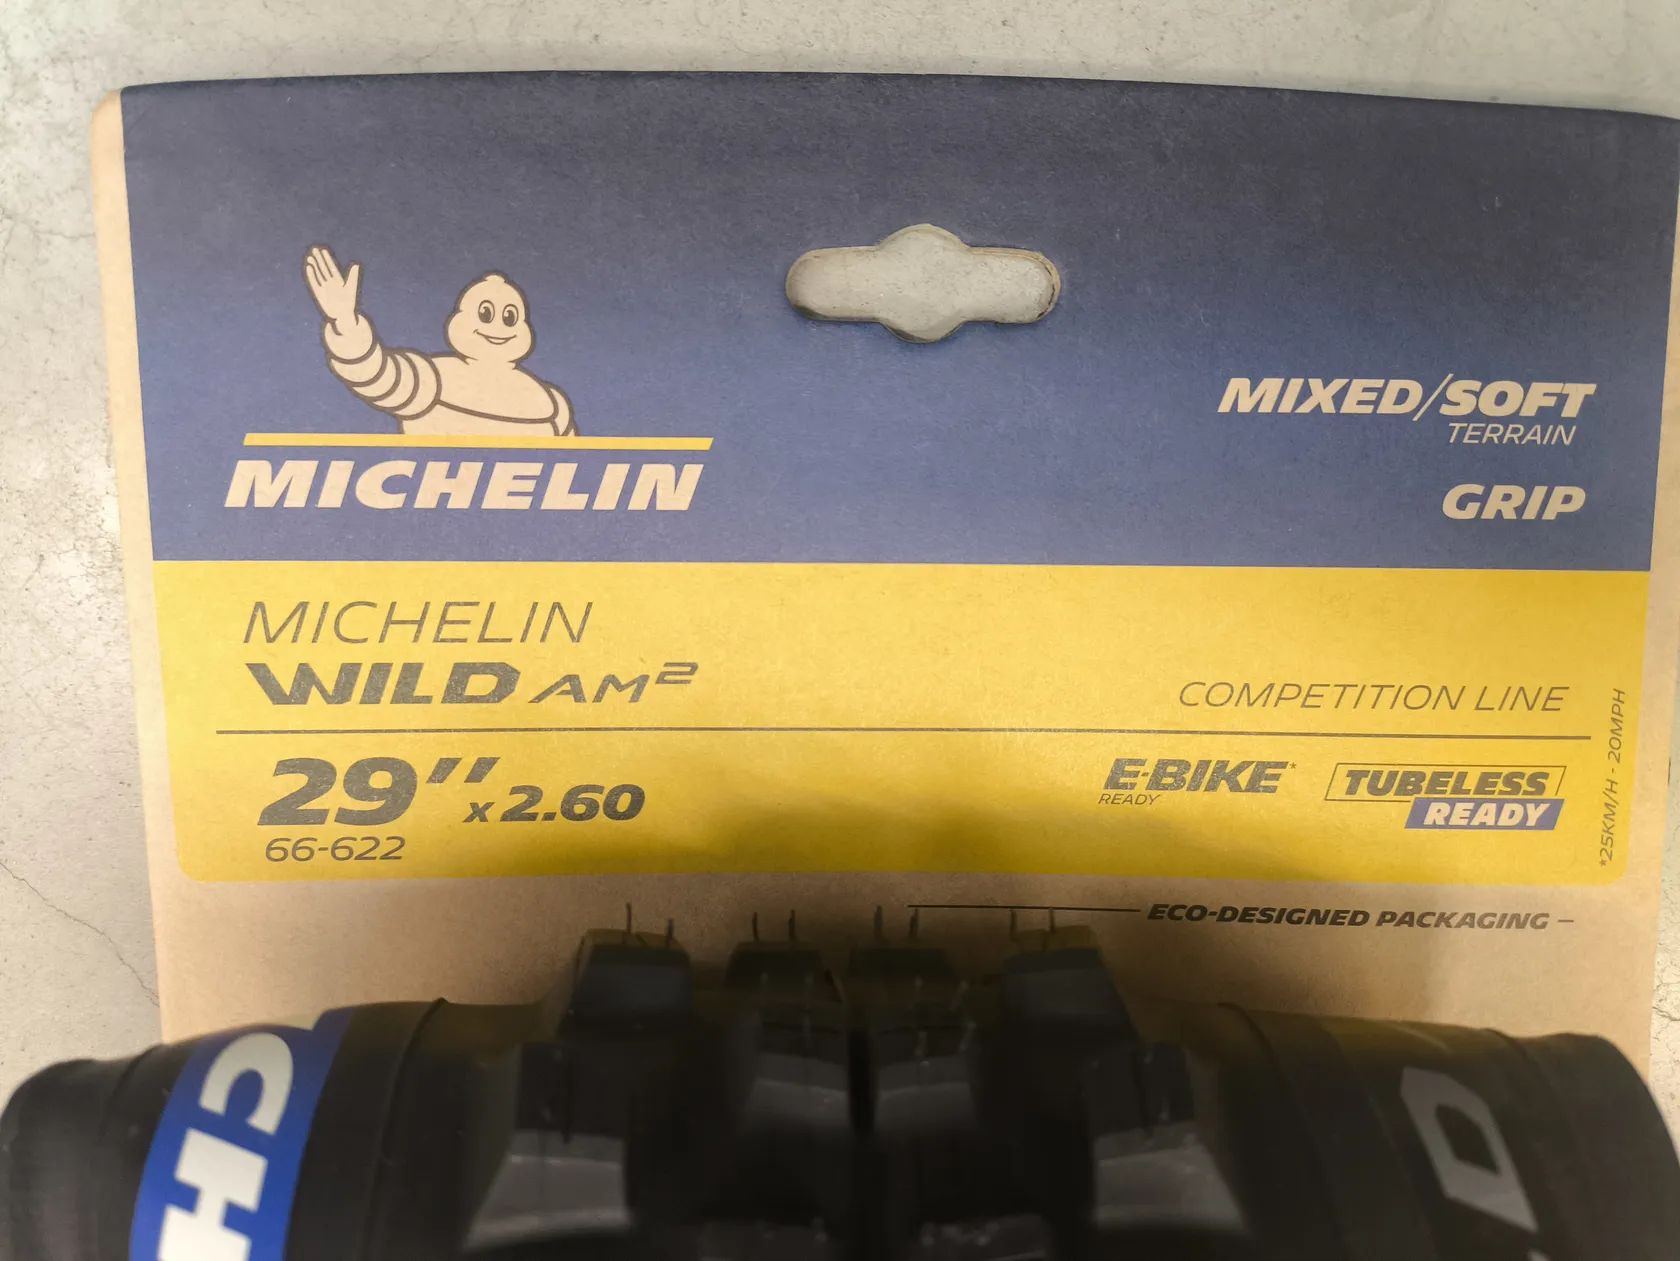 MICHELIN
MIXED/SOFT
TERRAIN
GRIP
MICHELIN
WILD AM²
COMPETITION LINE
29" x 2.60
66-622
E-BIKE*
READY
TUBELESS
READY
*25KM/H - 20MPH
ECO-DESIGNED PACKAGING
CH